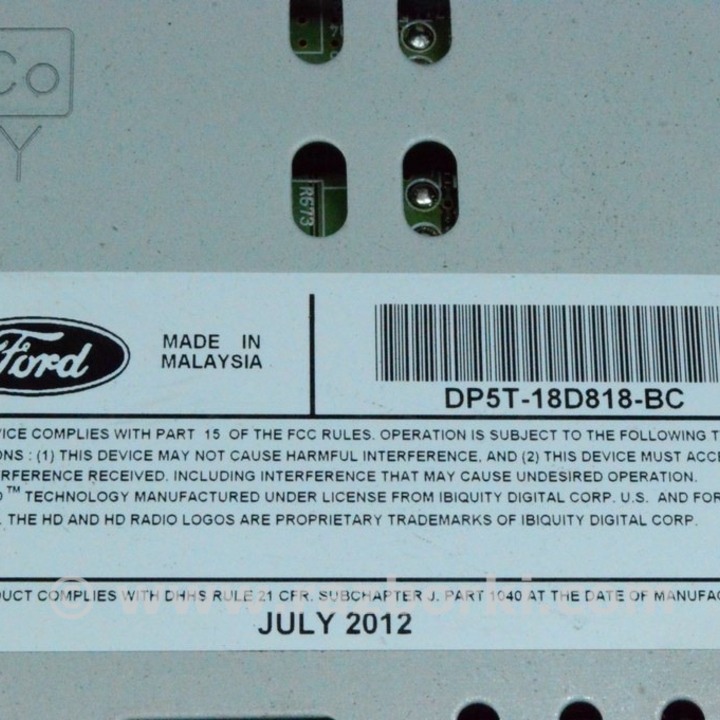 Co
Y
R673
Ford
MADE IN
MALAYSIA
DP5T-18D818-BC
VICE COMPLIES WITH PART 15 OF THE FCC RULES. OPERATION IS SUBJECT TO THE FOLLOWING T
ONS : (1) THIS DEVICE MAY NOT CAUSE HARMFUL INTERFERENCE, AND (2) THIS DEVICE MUST ACCE
RFERENCE RECEIVED. INCLUDING INTERFERENCE THAT MAY CAUSE UNDESIRED OPERATION.
O™ TECHNOLOGY MANUFACTURED UNDER LICENSE FROM IBIQUITY DIGITAL CORP. U.S. AND FOR
. THE HD AND HD RADIO LOGOS ARE PROPRIETARY TRADEMARKS OF IBIQUITY DIGITAL CORP.
DUCT COMPLIES WITH DHHS RULE 21 CFR. SUBCHAPTER J. PART 1040 AT THE DATE OF MANUFAC
JULY 2012